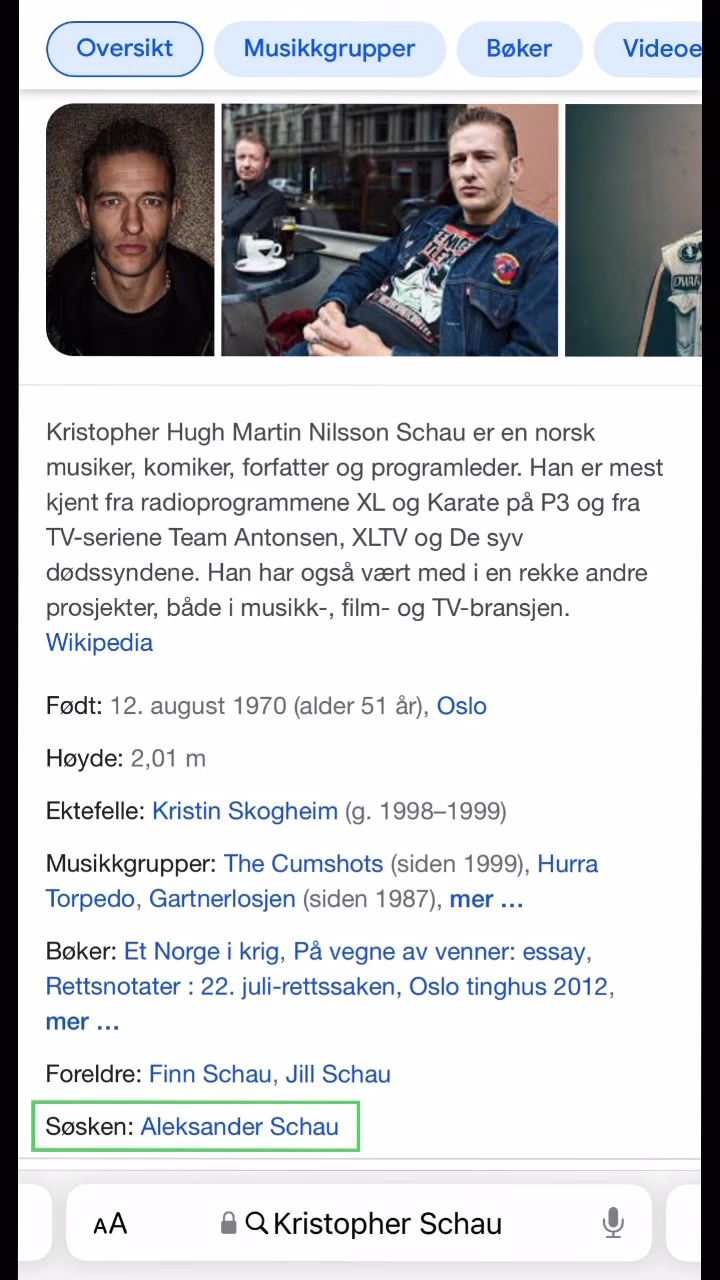 Oversikt Musikkgrupper Bøker Videoe
DWAR
Kristopher Hugh Martin Nilsson Schau er en norsk
musiker, komiker, forfatter og programleder. Han er mest
kjent fra radioprogrammene XL og Karate på P3 og fra
TV-seriene Team Antonsen, XLTV og De syv
dødssyndene. Han har også vært med i en rekke andre
prosjekter, både i musikk-, film- og TV-bransjen.
Wikipedia
Født: 12. august 1970 (alder 51 år), Oslo
Høyde: 2,01 m
Ektefelle: Kristin Skogheim (g. 1998–1999)
Musikkgrupper: The Cumshots (siden 1999), Hurra
Torpedo, Gartnerlosjen (siden 1987), mer ...
Bøker: Et Norge i krig, På vegne av venner: essay,
Rettsnotater : 22. juli-rettssaken, Oslo tinghus 2012,
mer ...
Foreldre: Finn Schau, Jill Schau
Søsken: Aleksander Schau
AA Kristopher Schau